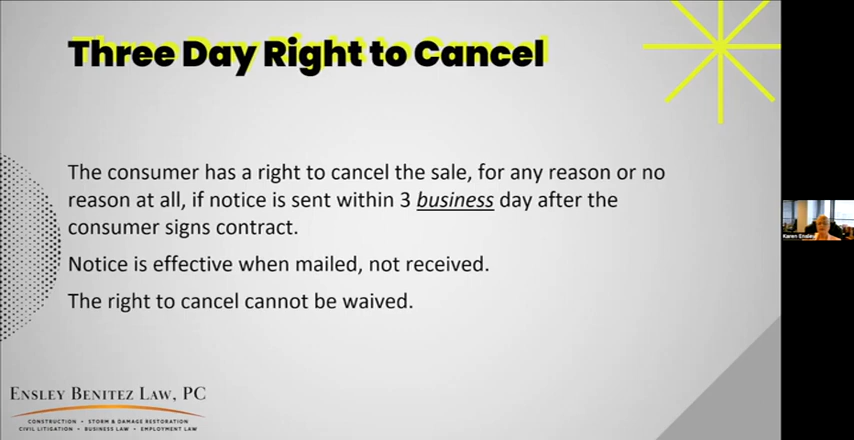 Three Day Right to Cancel
The consumer has a right to cancel the sale, for any reason or no
reason at all, if notice is sent within 3 business day after the
consumer signs contract.
Notice is effective when mailed, not received.
The right to cancel cannot be waived.
Karen Ensley
ENSLEY BENITEZ LAW, PC
CONSTRUCTION • STORM & DAMAGE RESTORATION
CIVIL LITIGATION • BUSINESS LAW • EMPLOYMENT LAW